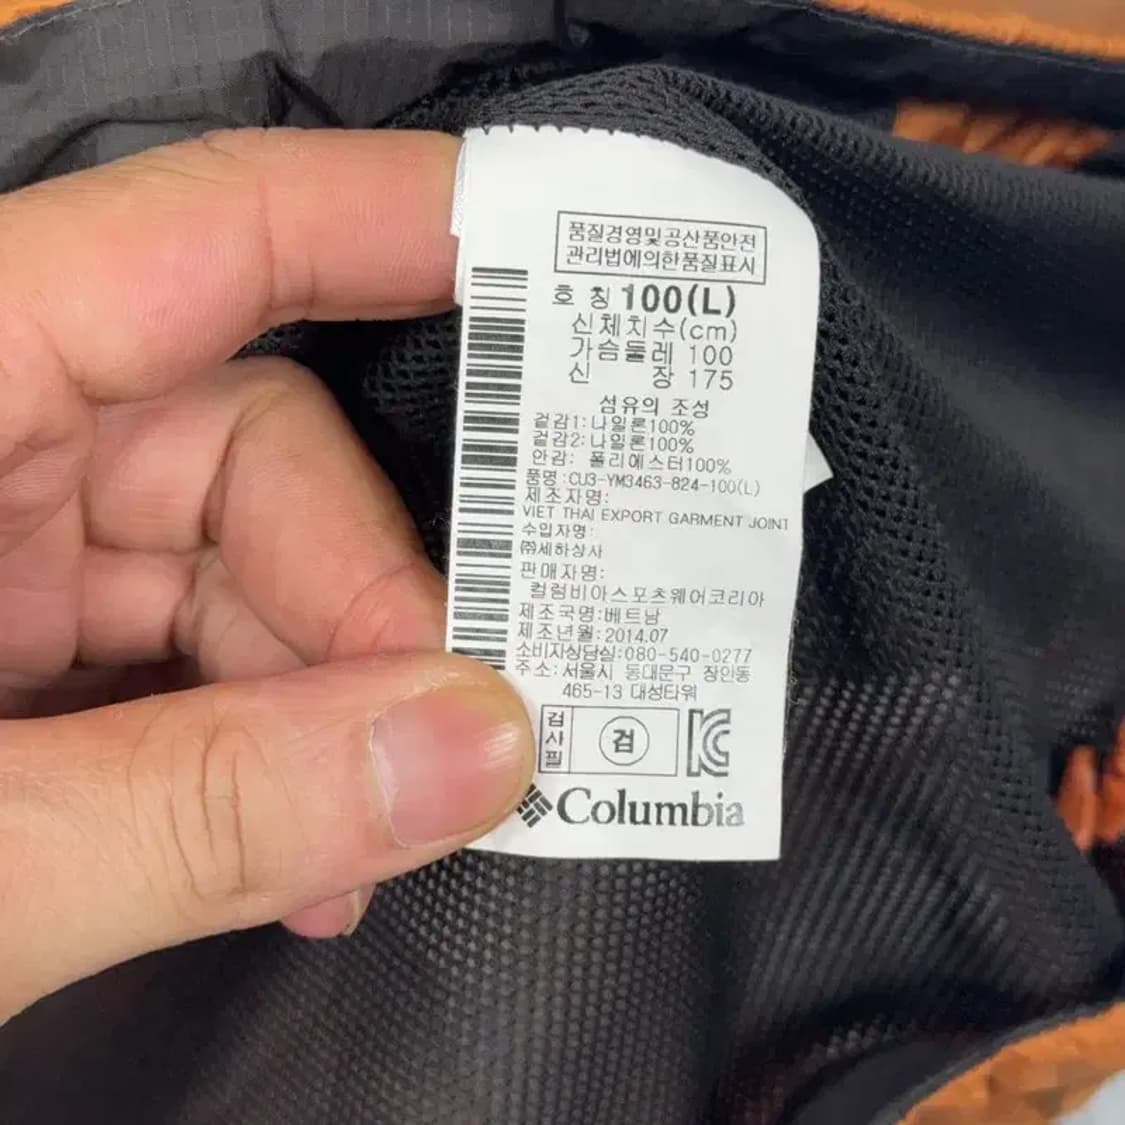 품질경영및공산품안전
관리법에의한품질표시
호 칭 100(L)
신체치수(cm)
가슴둘레 100
신 장 175
섬유의 조성
겉감1:나일론100%
겉감2:나일론100%
안감: 폴리에스터100%
품명:CU3-YM3463-824-100(L)
제조자명:
VIET THAI EXPORT GARMENT JOINT
수입자명:
㈜세하상사
판매자명:
컬럼비아스포츠웨어코리아
제조국명:베트남
제조년월:2014.07
소비자상담실:080-540-0277
주소:서울시 동대문구 장안동
465-13 대성타워
검사필
검
KC
Columbia